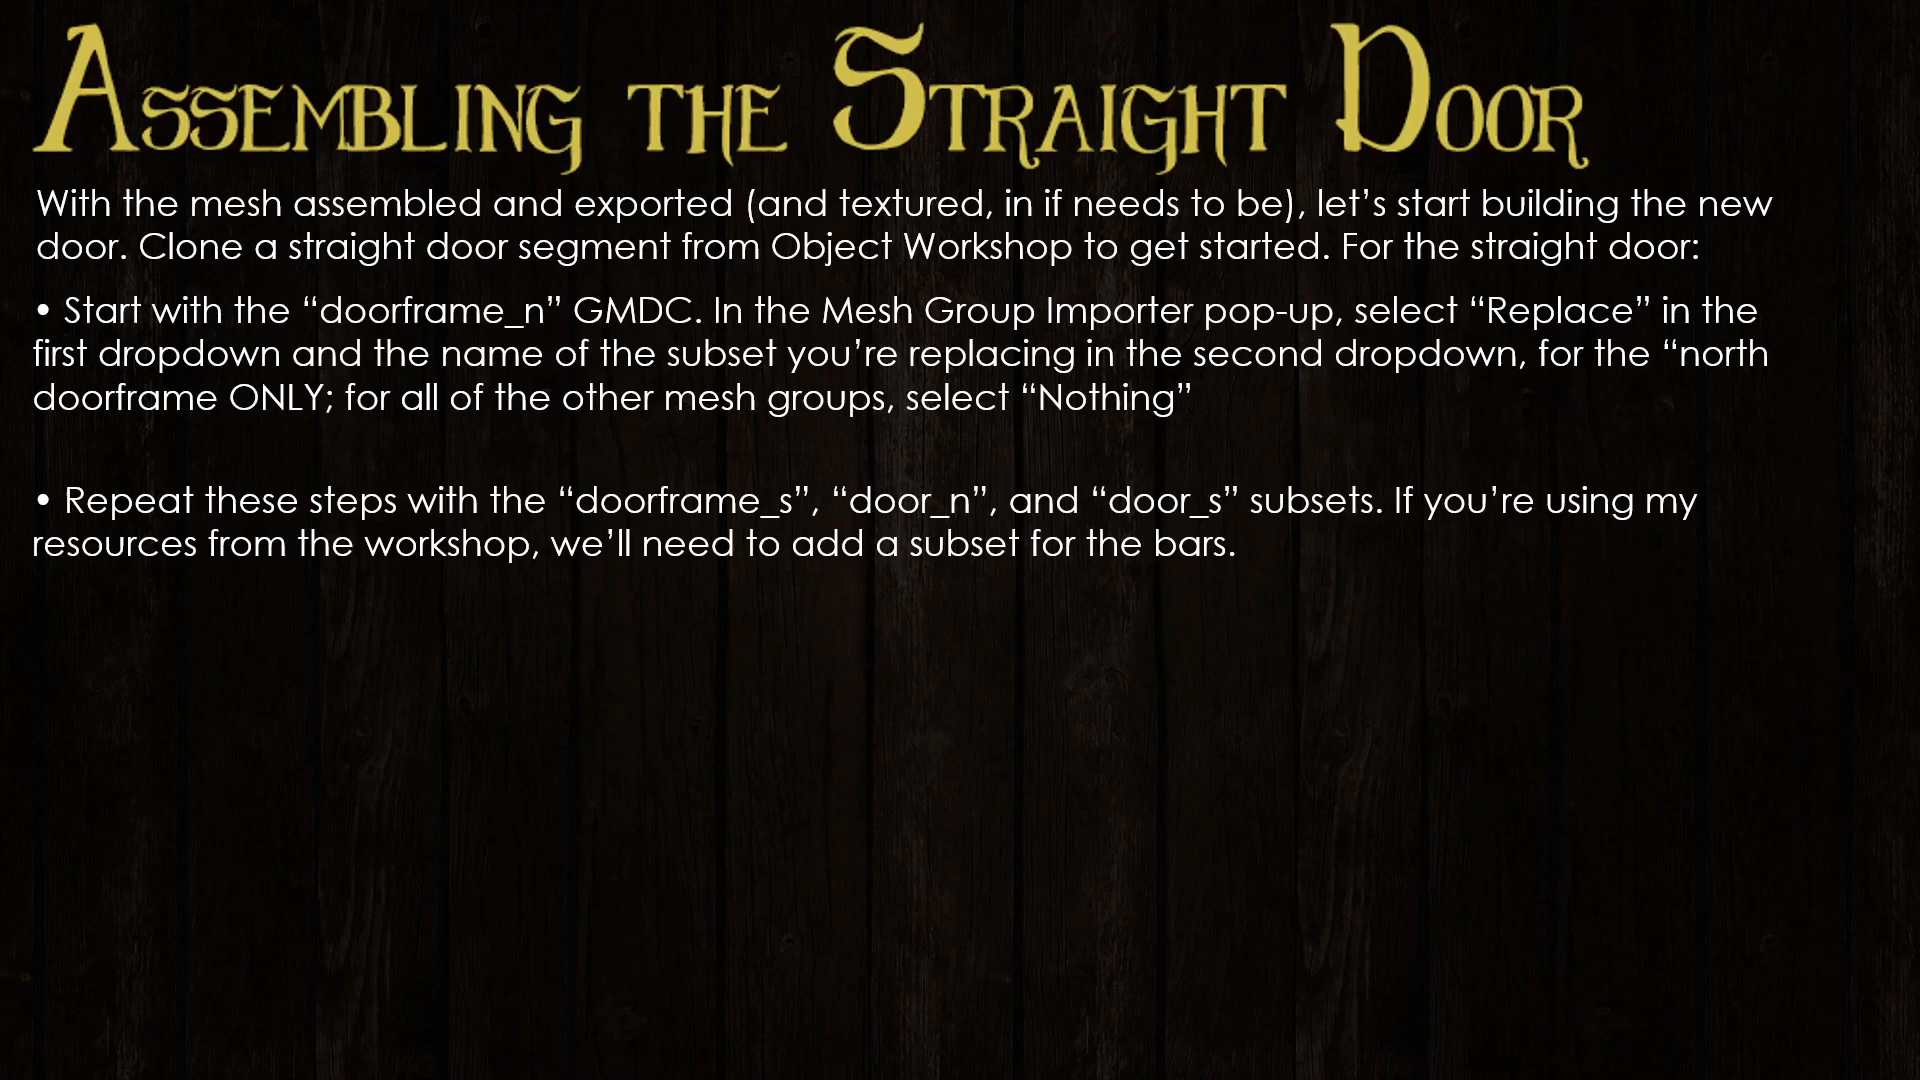 Assembling the Straight Door
With the mesh assembled and exported (and textured, in if needs to be), let’s start building the new
door. Clone a straight door segment from Object Workshop to get started. For the straight door:
• Start with the “doorframe_n” GMDC. In the Mesh Group Importer pop-up, select “Replace” in the
first dropdown and the name of the subset you’re replacing in the second dropdown, for the “north
doorframe ONLY; for all of the other mesh groups, select “Nothing”
• Repeat these steps with the “doorframe_s”, “door_n”, and “door_s” subsets. If you’re using my
resources from the workshop, we’ll need to add a subset for the bars.